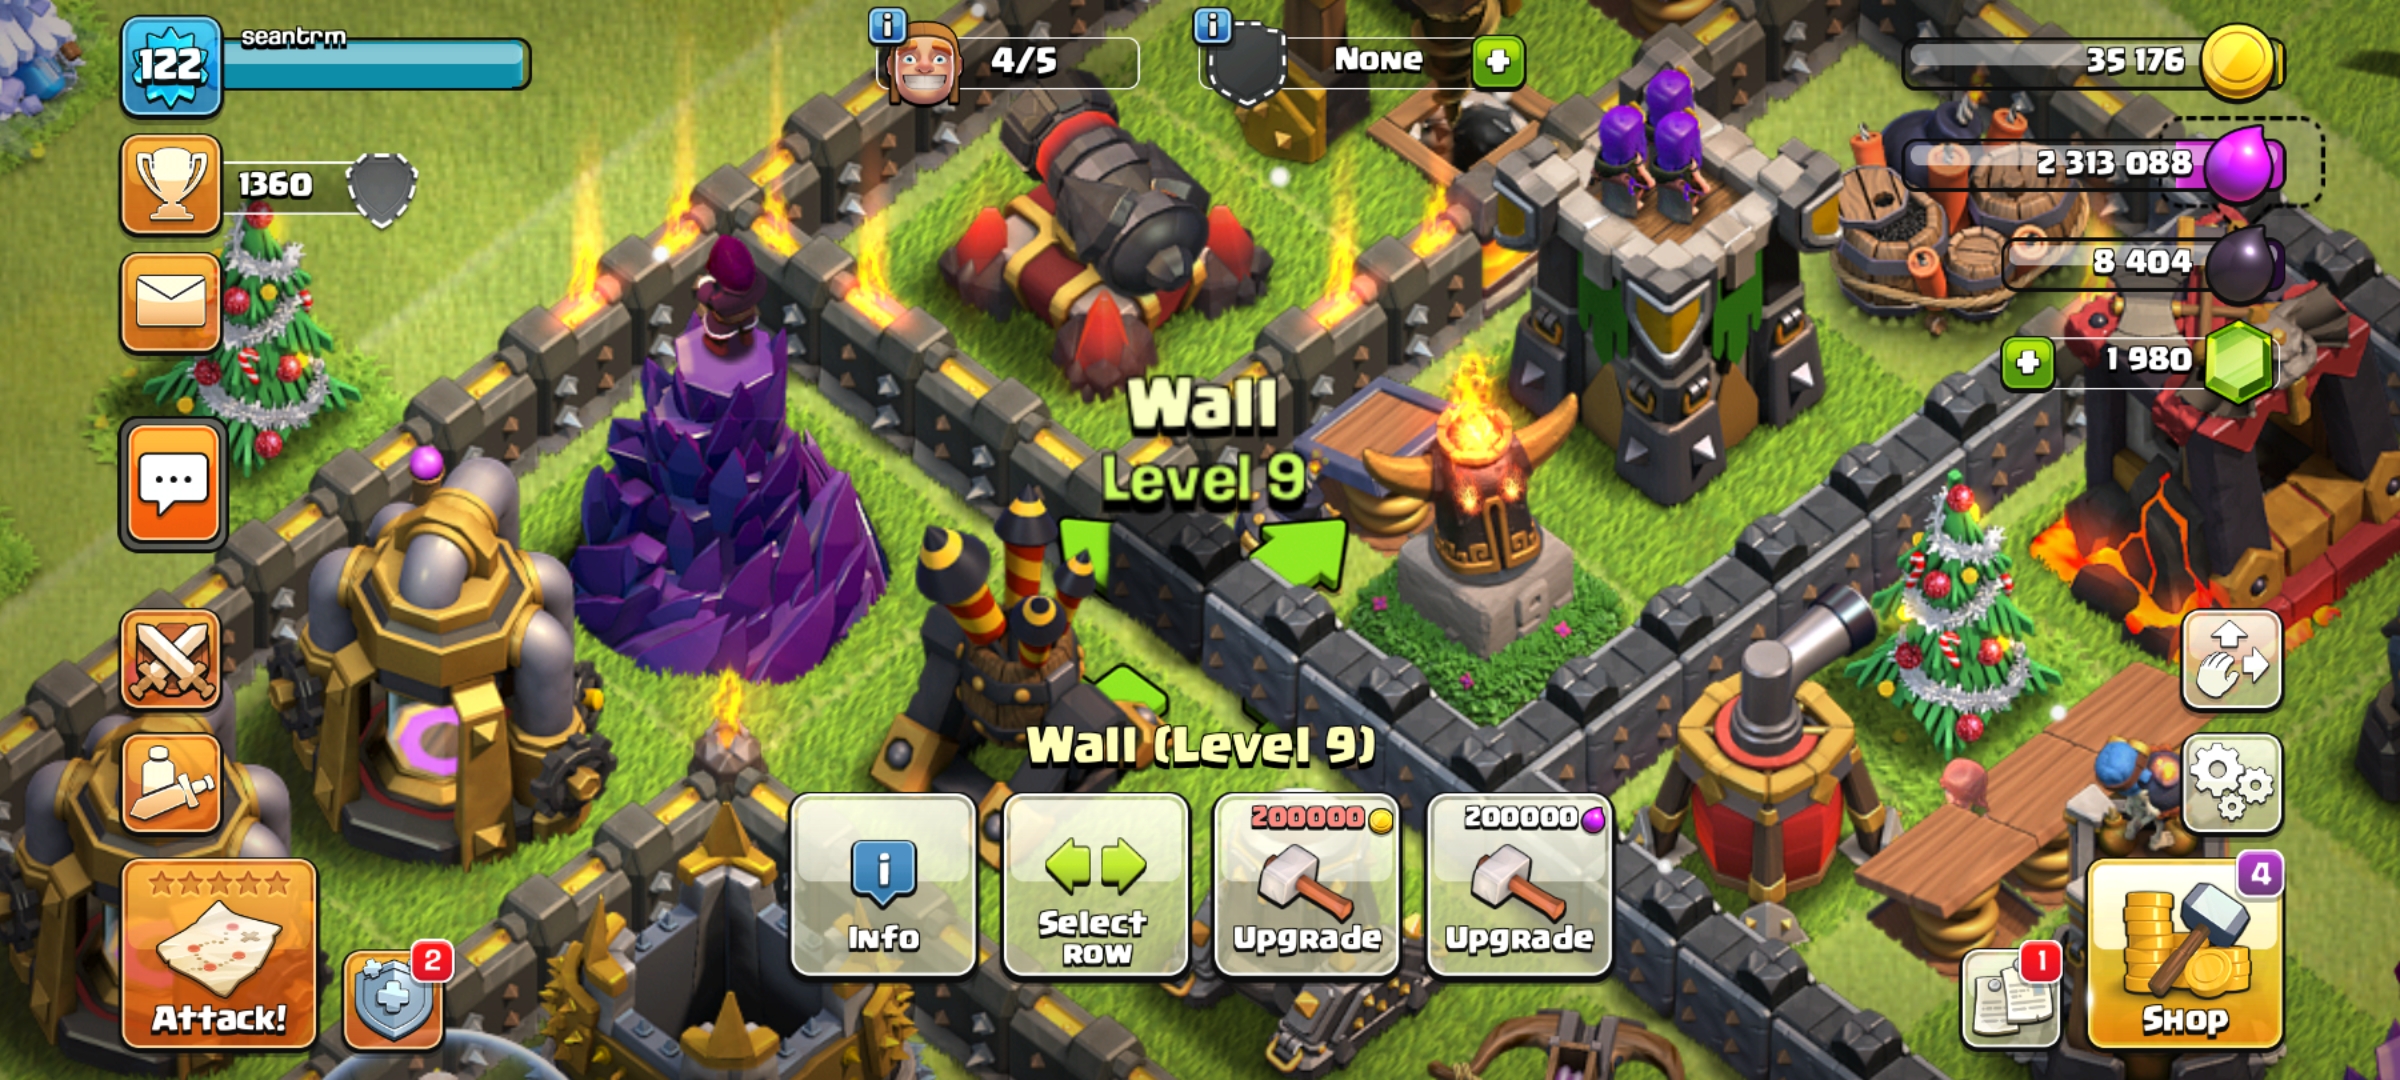 122
seantrm
4/5
None
35 176
1360
2 313 088
8 404
1 980
Wall
Level 9
Wall (Level 9)
Info
Select
Row
200000
Upgrade
200000
Upgrade
Attack!
2
1
4
Shop